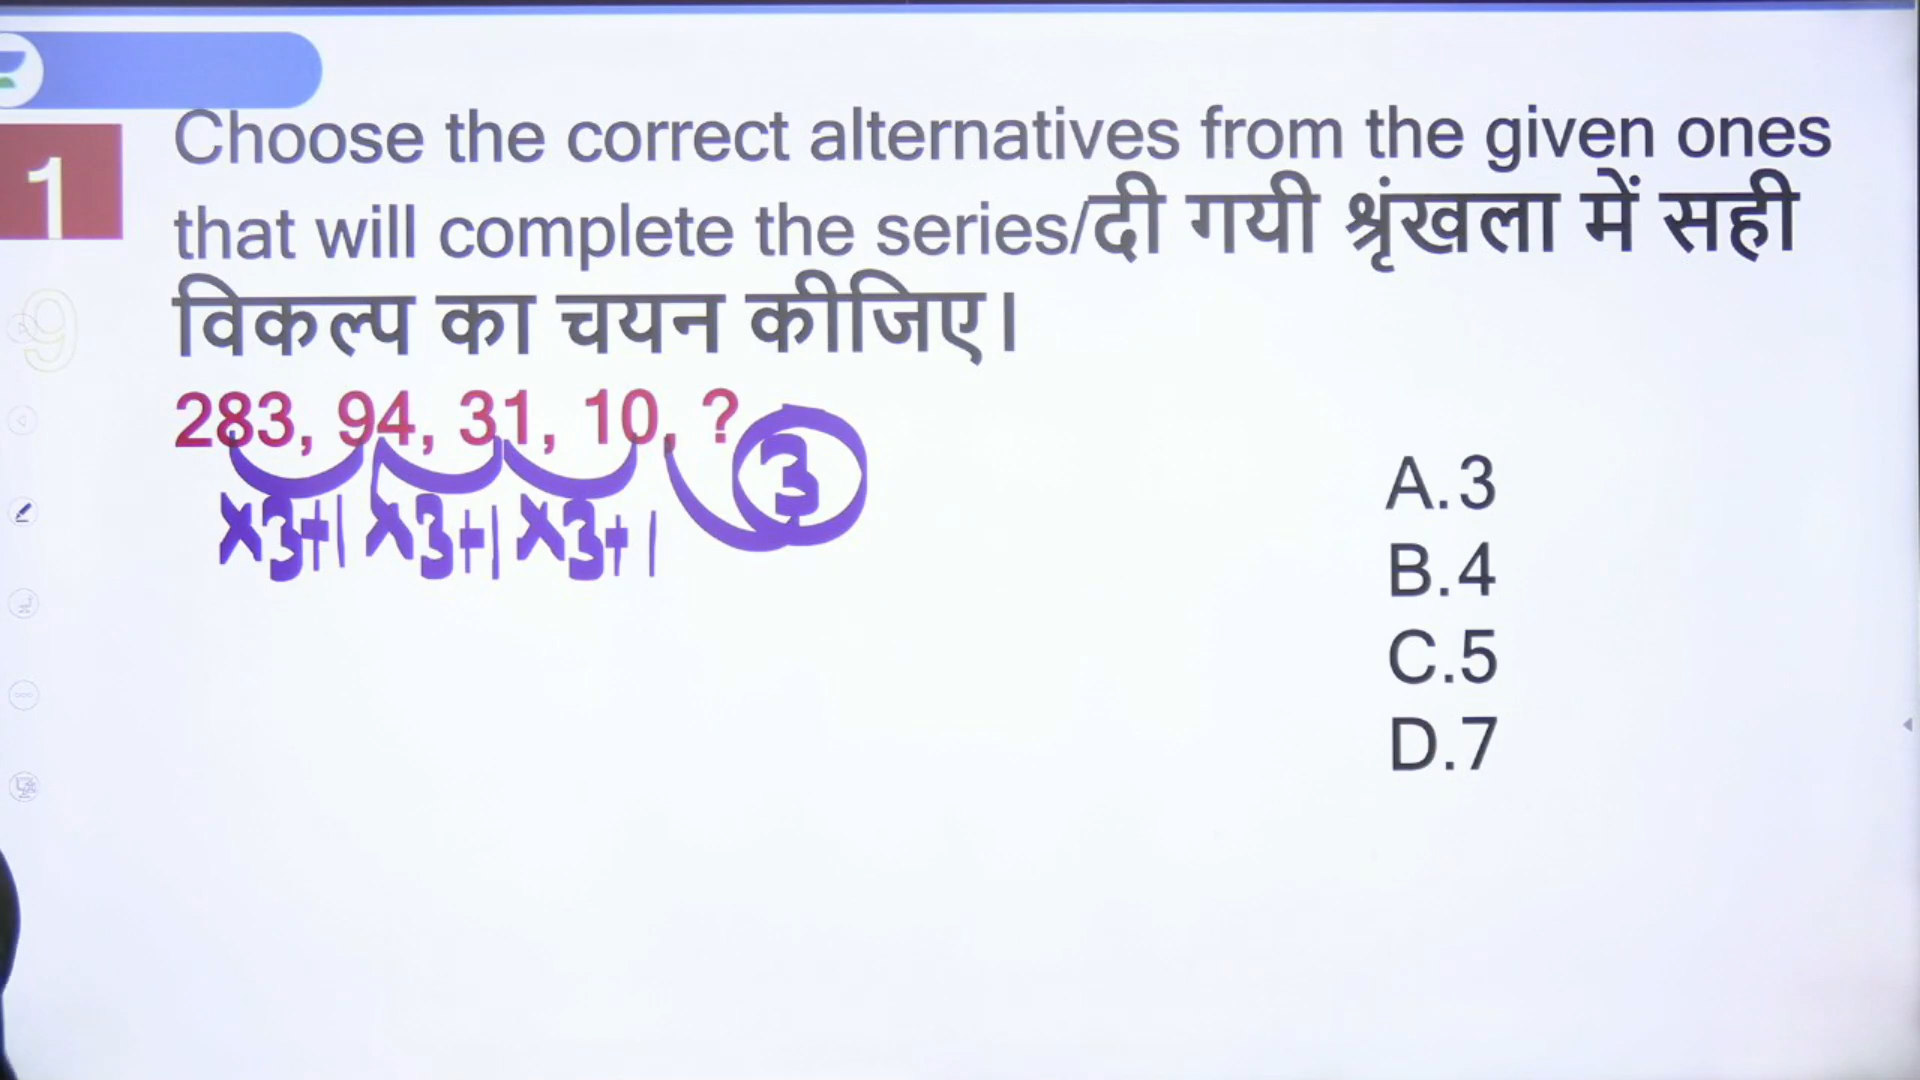 1
Choose the correct alternatives from the given ones
that will complete the series/दी गयी श्रृंखला में सही
विकल्प का चयन कीजिए।
9
283, 94, 31, 10, ?
3
×3+1 ×3+1 ×3+1
A.3
B.4
C.5
D.7